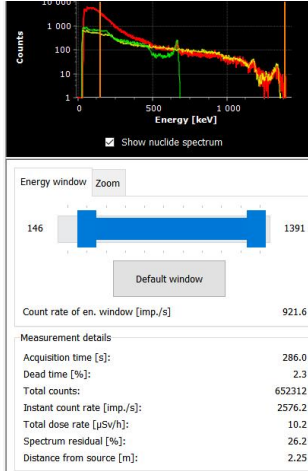 10 000
1 000
100
10
1
Counts
500
1 000
Energy [keV]
Show nuclide spectrum
Energy window
Zoom
146
1391
Default window
Count rate of en. window [imp./s]
921.6
Measurement details
Acquisition time [s]:
286.0
Dead time [%]:
2.3
Total counts:
652312
Instant count rate [imp./s]:
2576.2
Total dose rate [μSv/h]:
10.2
Spectrum residual [%]:
26.2
Distance from source [m]:
2.25